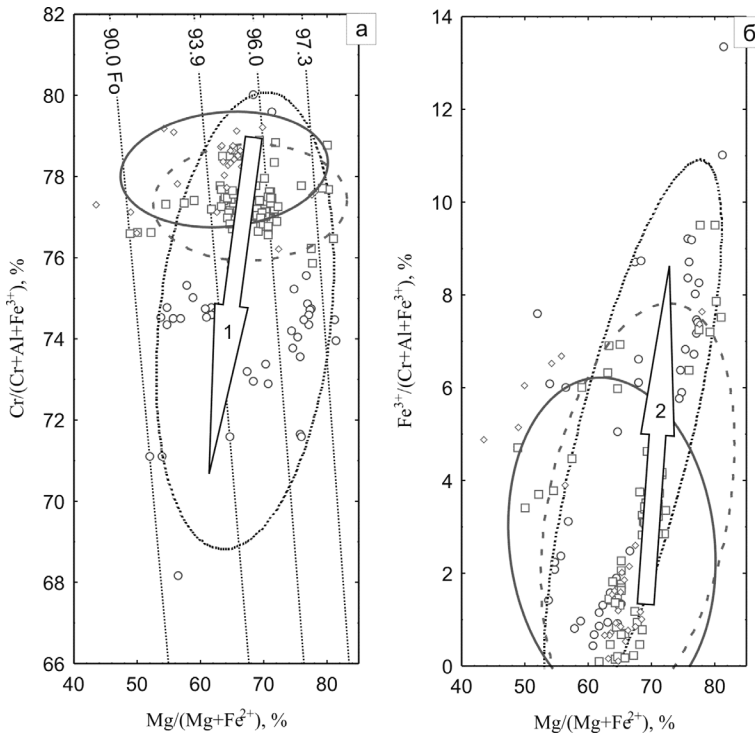 а
90.0 Fo
93.9
96.0
97.3
82
80
78
76
74
72
70
68
66
Cr/(Cr+Al+Fe³⁺), %
1
40 50 60 70 80
Mg/(Mg+Fe²⁺), %
б
14
12
10
8
6
4
2
0
Fe³⁺/(Cr+Al+Fe³⁺), %
2
40 50 60 70 80
Mg/(Mg+Fe²⁺), %